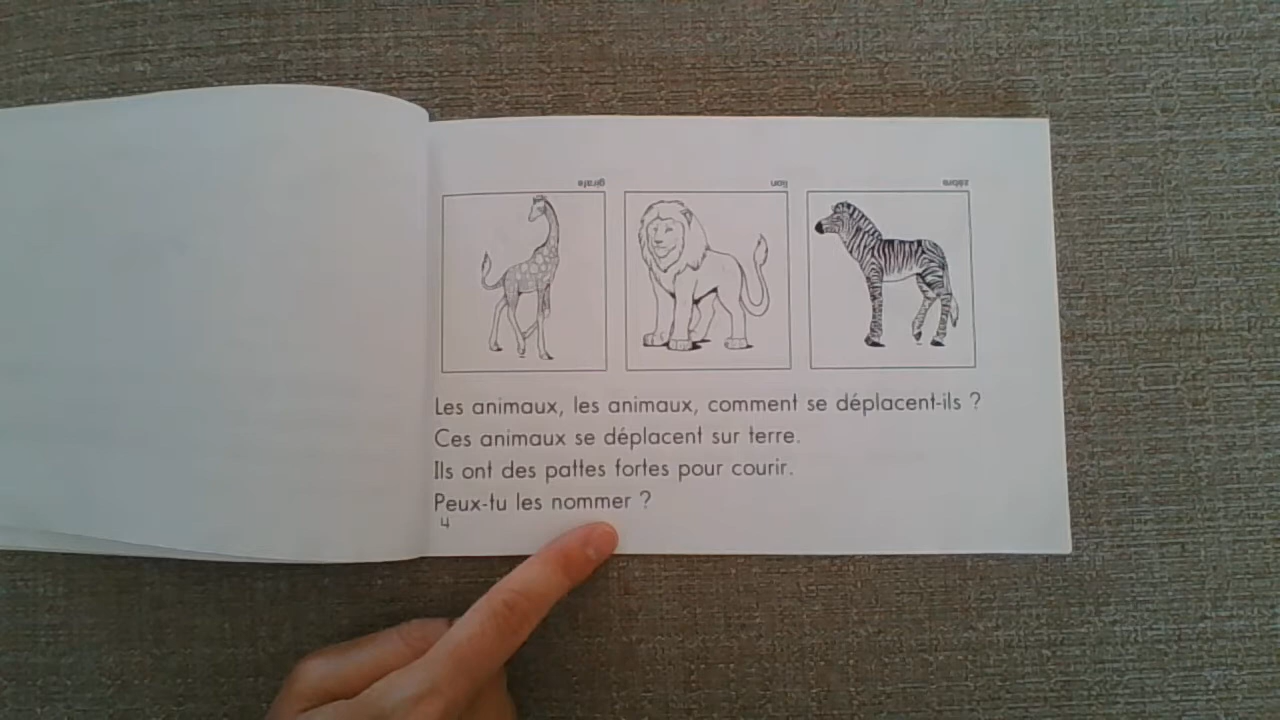 girafe
lion
zèbre
Les animaux, les animaux, comment se déplacent-ils ?
Ces animaux se déplacent sur terre.
Ils ont des pattes fortes pour courir.
Peux-tu les nommer ?
4